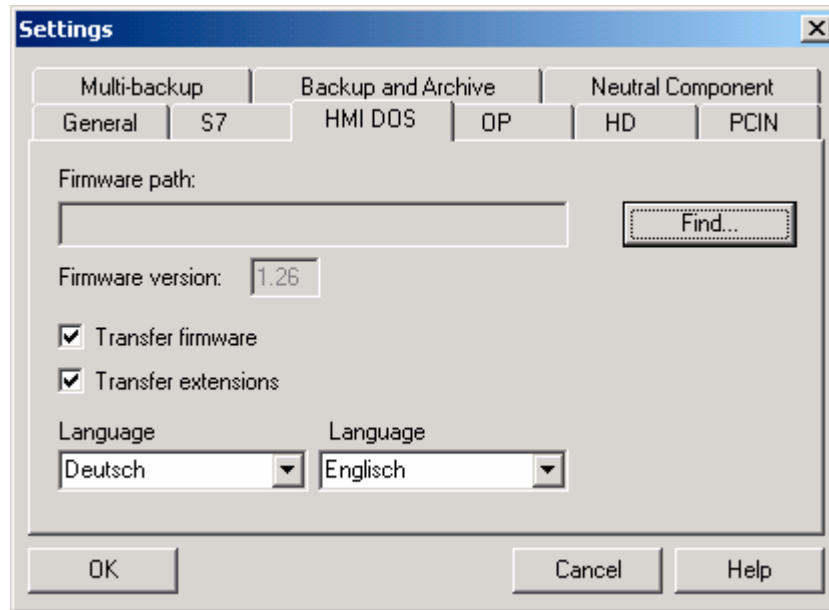 Settings
Multi-backup Backup and Archive Neutral Component
General S7 HMI DOS OP HD PCIN
Firmware path:
Find...
Firmware version: 1.26
Transfer firmware
Transfer extensions
Language Language
Deutsch Englisch
OK Cancel Help